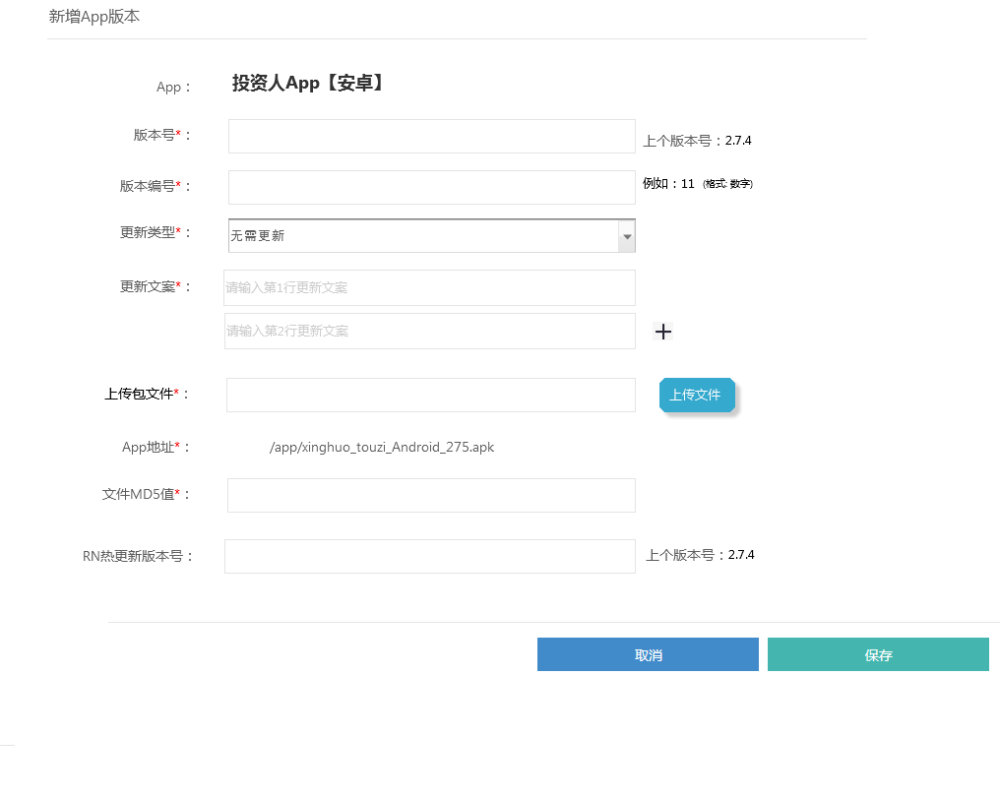 新增App版本
App： 投资人App【安卓】
版本号*： 上个版本号：2.7.4
版本编号*： 例如：11 (格式: 数字)
更新类型*： 无需更新
更新文案*： 请输入第1行更新文案
请输入第2行更新文案 +
上传包文件*： 上传文件
App地址*： /app/xinghuo_touzi_Android_275.apk
文件MD5值*：
RN热更新版本号： 上个版本号：2.7.4
取消 保存